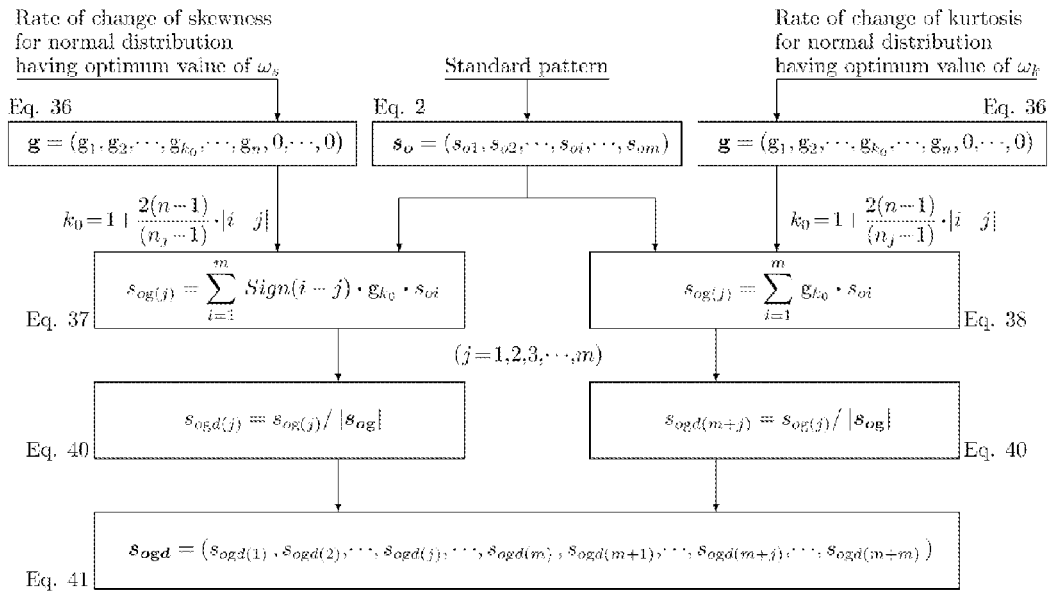 Rate of change of skewness
for normal distribution
having optimum value of ωs
Standard pattern
Rate of change of kurtosis
for normal distribution
having optimum value of ωk
Eq. 36
Eq. 2
Eq. 36
g = (g1, g2, ···, gk0, ···, gn, 0, ···, 0)
so = (so1, so2, ···, soi, ···, som)
g = (g1, g2, ···, gk0, ···, gn, 0, ···, 0)
k0 = 1 + 2(n−1)/(nj−1) · |i − j|
k0 = 1 + 2(n−1)/(nj−1) · |i − j|
sog(j) = Σ i=1 m Sign(i − j) · gk0 · soi
sog(j) = Σ i=1 m gk0 · soi
Eq. 37
Eq. 38
(j=1,2,3,···,m)
sogd(j) = sog(j) / |sog|
sogd(m+j) = sog(j) / |sog|
Eq. 40
Eq. 40
sogd = (sogd(1), sogd(2), ···, sogd(j), ···, sogd(m), sogd(m+1), ···, sogd(m+j), ···, sogd(m+m))
Eq. 41